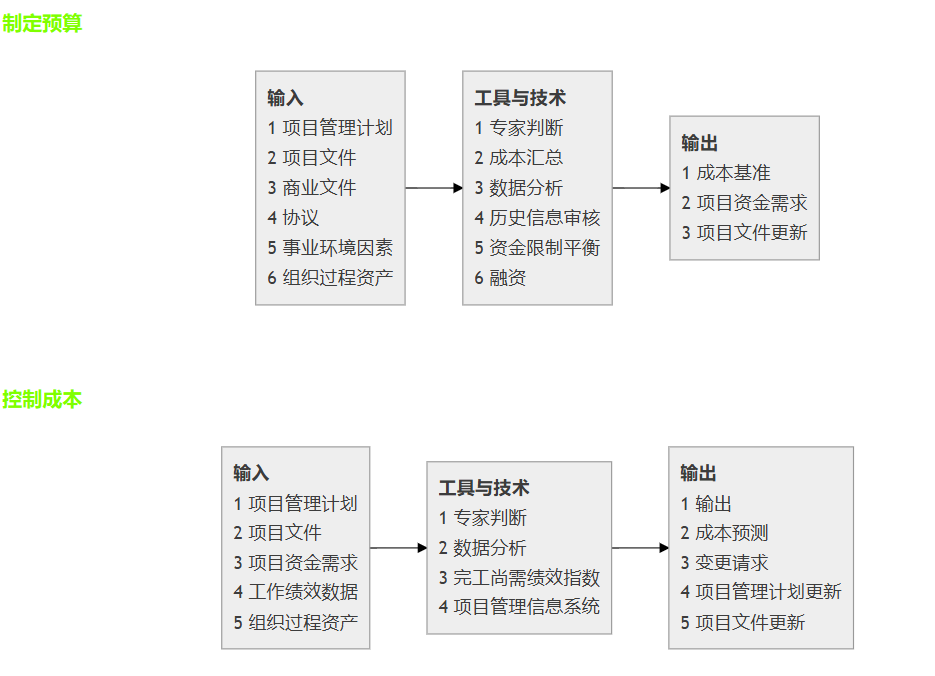 制定预算
输入
1 项目管理计划
2 项目文件
3 商业文件
4 协议
5 事业环境因素
6 组织过程资产
工具与技术
1 专家判断
2 成本汇总
3 数据分析
4 历史信息审核
5 资金限制平衡
6 融资
输出
1 成本基准
2 项目资金需求
3 项目文件更新
控制成本
输入
1 项目管理计划
2 项目文件
3 项目资金需求
4 工作绩效数据
5 组织过程资产
工具与技术
1 专家判断
2 数据分析
3 完工尚需绩效指数
4 项目管理信息系统
输出
1 输出
2 成本预测
3 变更请求
4 项目管理计划更新
5 项目文件更新